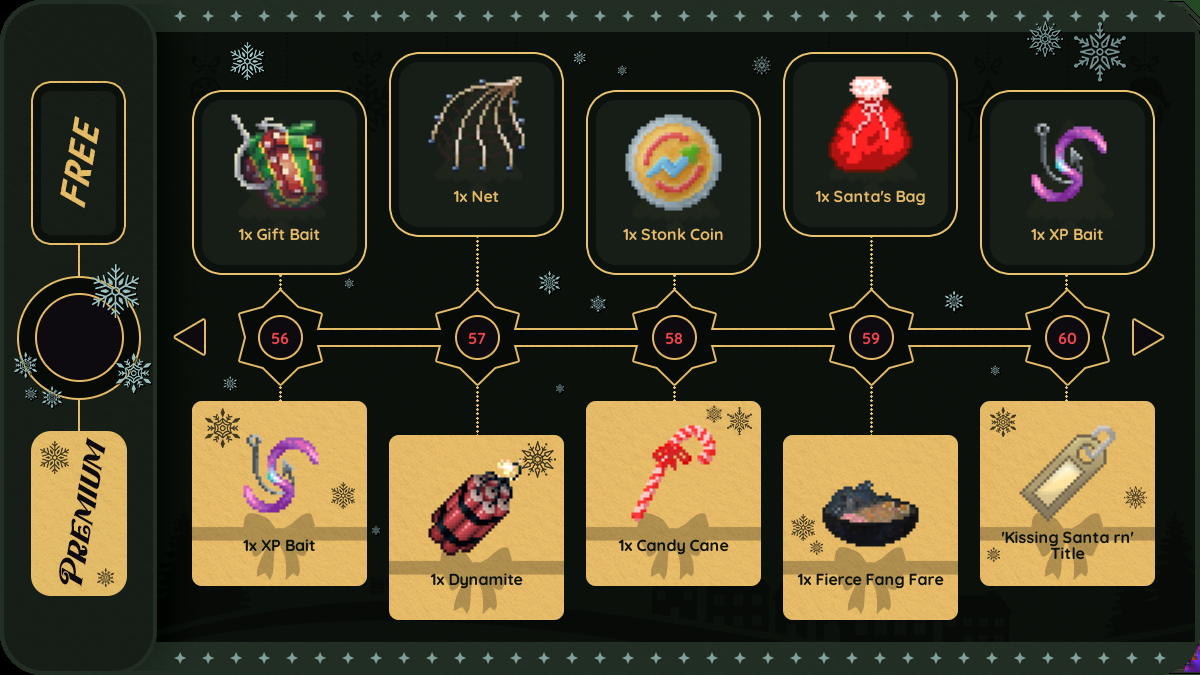 FREE
1x Gift Bait
1x Net
1x Stonk Coin
1x Santa's Bag
1x XP Bait
56
57
58
59
60
PREMIUM
1x XP Bait
1x Dynamite
1x Candy Cane
1x Fierce Fang Fare
'Kissing Santa rn'
Title